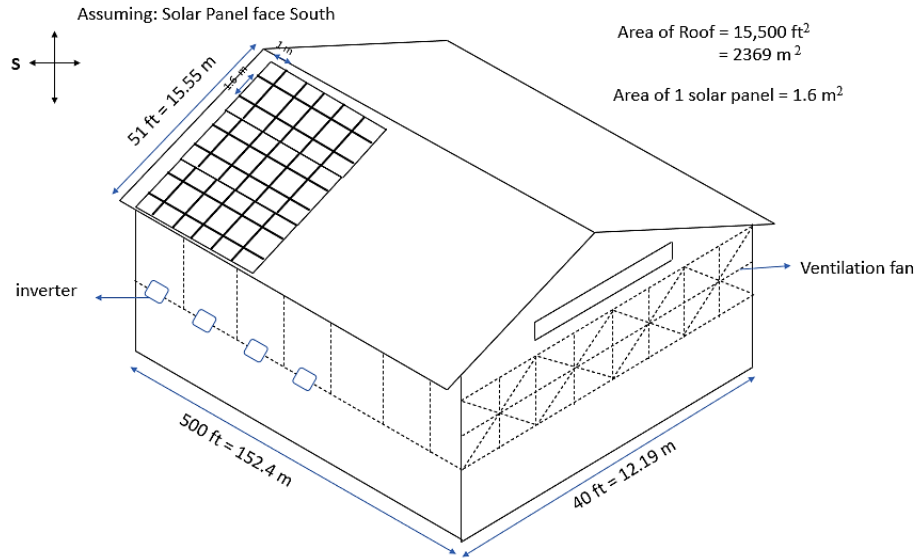 Assuming: Solar Panel face South
S
Area of Roof = 15,500 ft²
= 2369 m²
Area of 1 solar panel = 1.6 m²
1 m
1.6 m
51 ft = 15.55 m
Ventilation fan
inverter
500 ft = 152.4 m
40 ft = 12.19 m